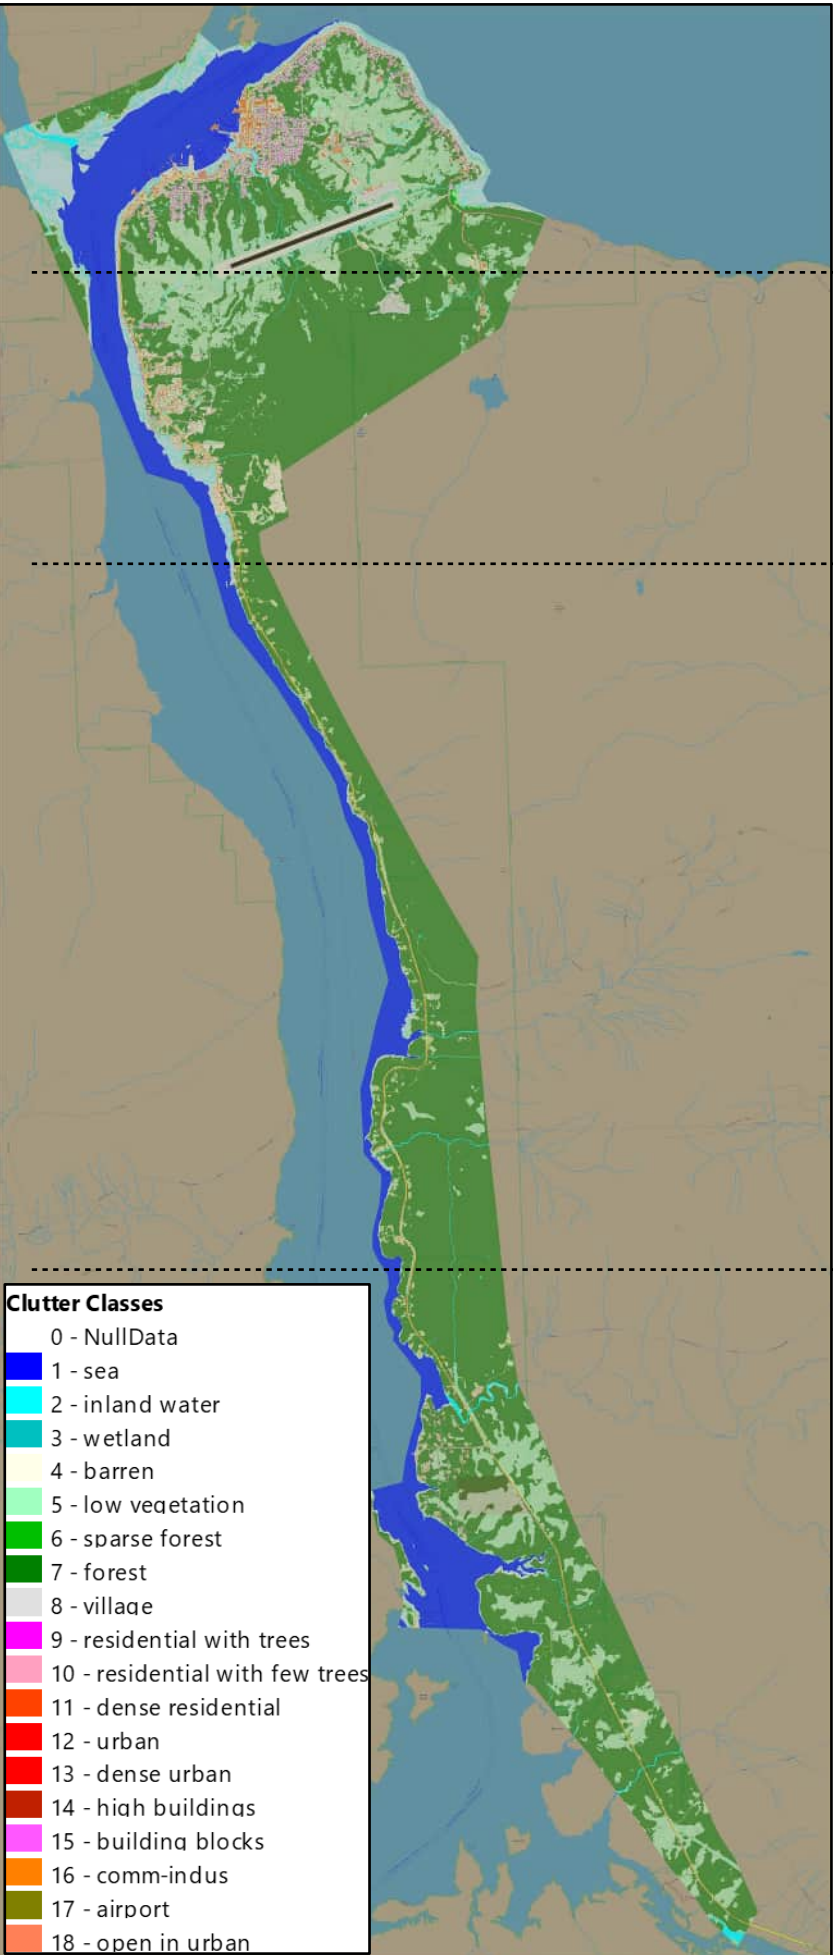 Clutter Classes
0 - NullData
1 - sea
2 - inland water
3 - wetland
4 - barren
5 - low vegetation
6 - sparse forest
7 - forest
8 - village
9 - residential with trees
10 - residential with few trees
11 - dense residential
12 - urban
13 - dense urban
14 - high buildings
15 - building blocks
16 - comm-indus
17 - airport
18 - open in urban